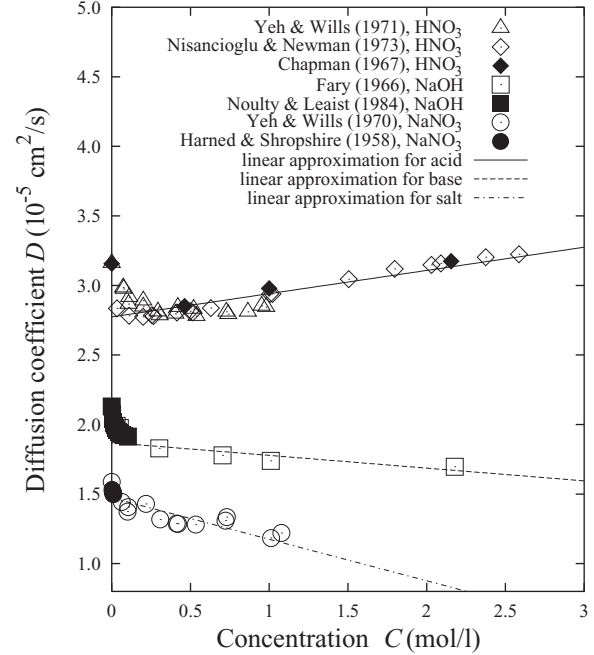 Yeh & Wills (1971), HNO3
Nisancioglu & Newman (1973), HNO3
Chapman (1967), HNO3
Fary (1966), NaOH
Noulty & Leaist (1984), NaOH
Yeh & Wills (1970), NaNO3
Harned & Shropshire (1958), NaNO3
linear approximation for acid
linear approximation for base
linear approximation for salt
Diffusion coefficient D (10^-5 cm^2/s)
5.0
4.5
4.0
3.5
3.0
2.5
2.0
1.5
1.0
0 0.5 1 1.5 2 2.5 3
Concentration C (mol/l)